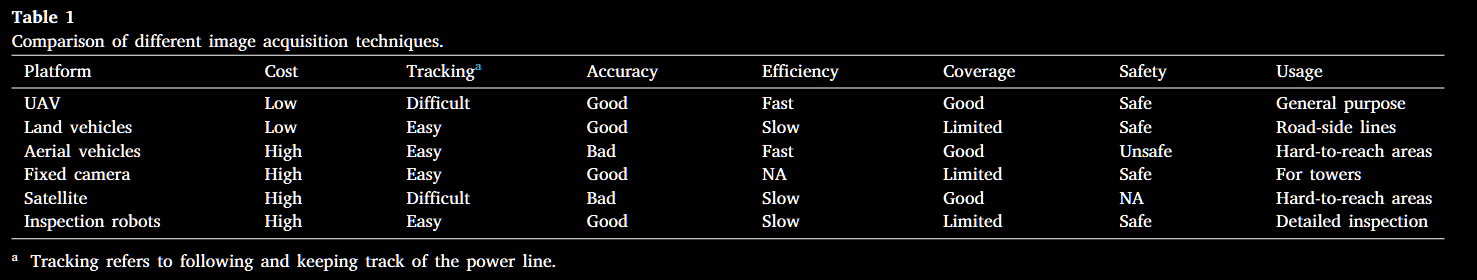 Table 1
Comparison of different image acquisition techniques.
Platform Cost Tracking^a Accuracy Efficiency Coverage Safety Usage
UAV Low Difficult Good Fast Good Safe General purpose
Land vehicles Low Easy Good Slow Limited Safe Road-side lines
Aerial vehicles High Easy Bad Fast Good Unsafe Hard-to-reach areas
Fixed camera High Easy Good NA Limited Safe For towers
Satellite High Difficult Bad Slow Good NA Hard-to-reach areas
Inspection robots High Easy Good Slow Limited Safe Detailed inspection
^a Tracking refers to following and keeping track of the power line.